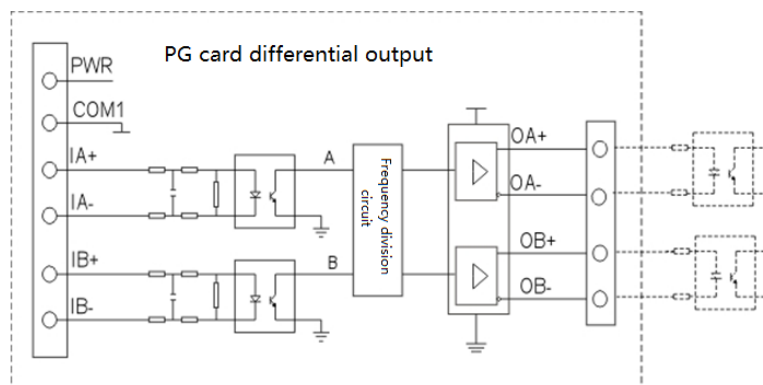 PG card differential output
PWR
COM1
IA+
IA-
IB+
IB-
A
B
Frequency division
circuit
OA+
OA-
OB+
OB-